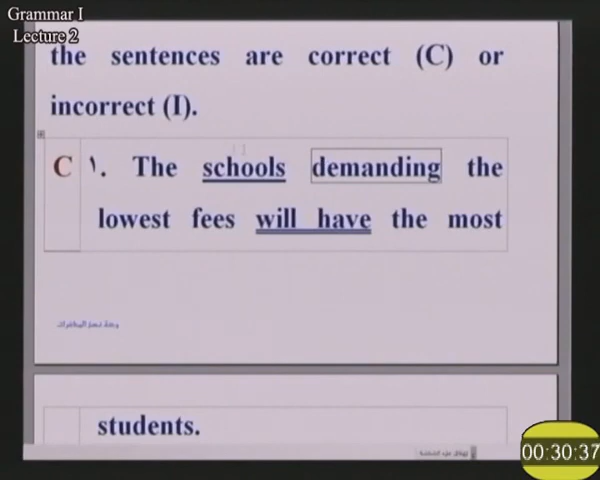 Grammar I
Lecture 2
the sentences are correct (C) or
incorrect (I).
C ١. The schools demanding the
lowest fees will have the most
students.
00:30:37